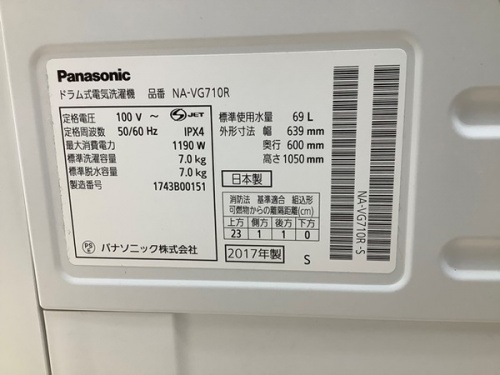 Panasonic
ドラム式電気洗濯機 品番 NA-VG710R
定格電圧 100 V ~ S JET
定格周波数 50/60 Hz IPX4
最大消費電力 1190 W
標準洗濯容量 7.0 kg
標準脱水容量 7.0 kg
製造番号 1743B00151
PS E パナソニック株式会社
標準使用水量 69 L
外形寸法 幅 639 mm
奥行 600 mm
高さ 1050 mm
日本製
消防法 基準適合 組込形
可燃物からの離隔距離(cm)
上方 側方 後方 下方
23 1 1 0
2017年製 S
NA-VG710R -S